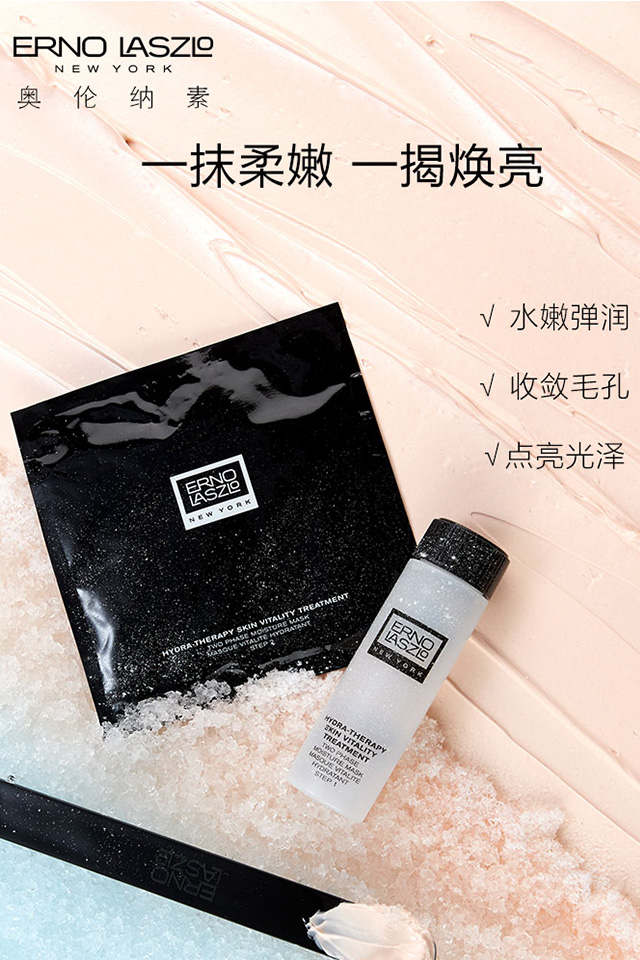 ERNO LASZLO
NEW YORK
奥伦纳素
一抹柔嫩 一揭焕亮
√ 水嫩弹润
√ 收敛毛孔
√点亮光泽
ERNO
LASZLO
NEW YORK
HYDRA-THERAPY SKIN VITALITY TREATMENT
TWO PHASE MOISTURE MASK
MASQUE VITALITE HYDRATANT
STEP 2
ERNO
LASZLO
NEW YORK
HYDRA-THERAPY
SKIN VITALITY
TREATMENT
TWO PHASE
MOISTURE MASK
MASQUE VITALITE
HYDRATANT
STEP 1
ERNO
LASZLO